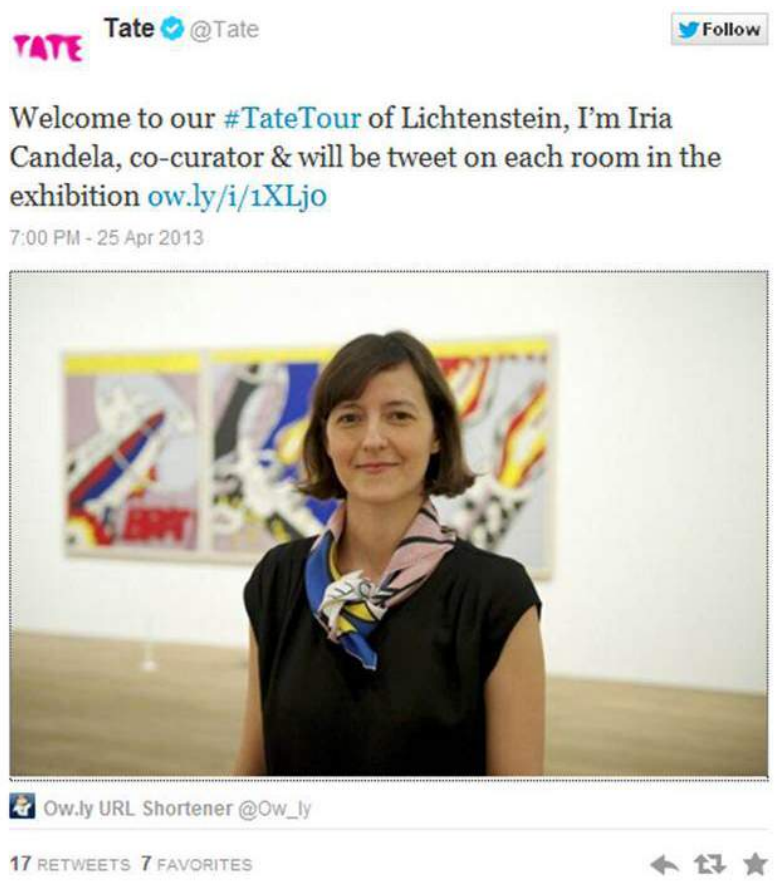 TATE
Tate @Tate
Follow
Welcome to our #TateTour of Lichtenstein, I’m Iria
Candela, co-curator & will be tweet on each room in the
exhibition ow.ly/i/1XLjo
7:00 PM - 25 Apr 2013
BRAT
Ow.ly URL Shortener @Ow_ly
17 RETWEETS 7 FAVORITES